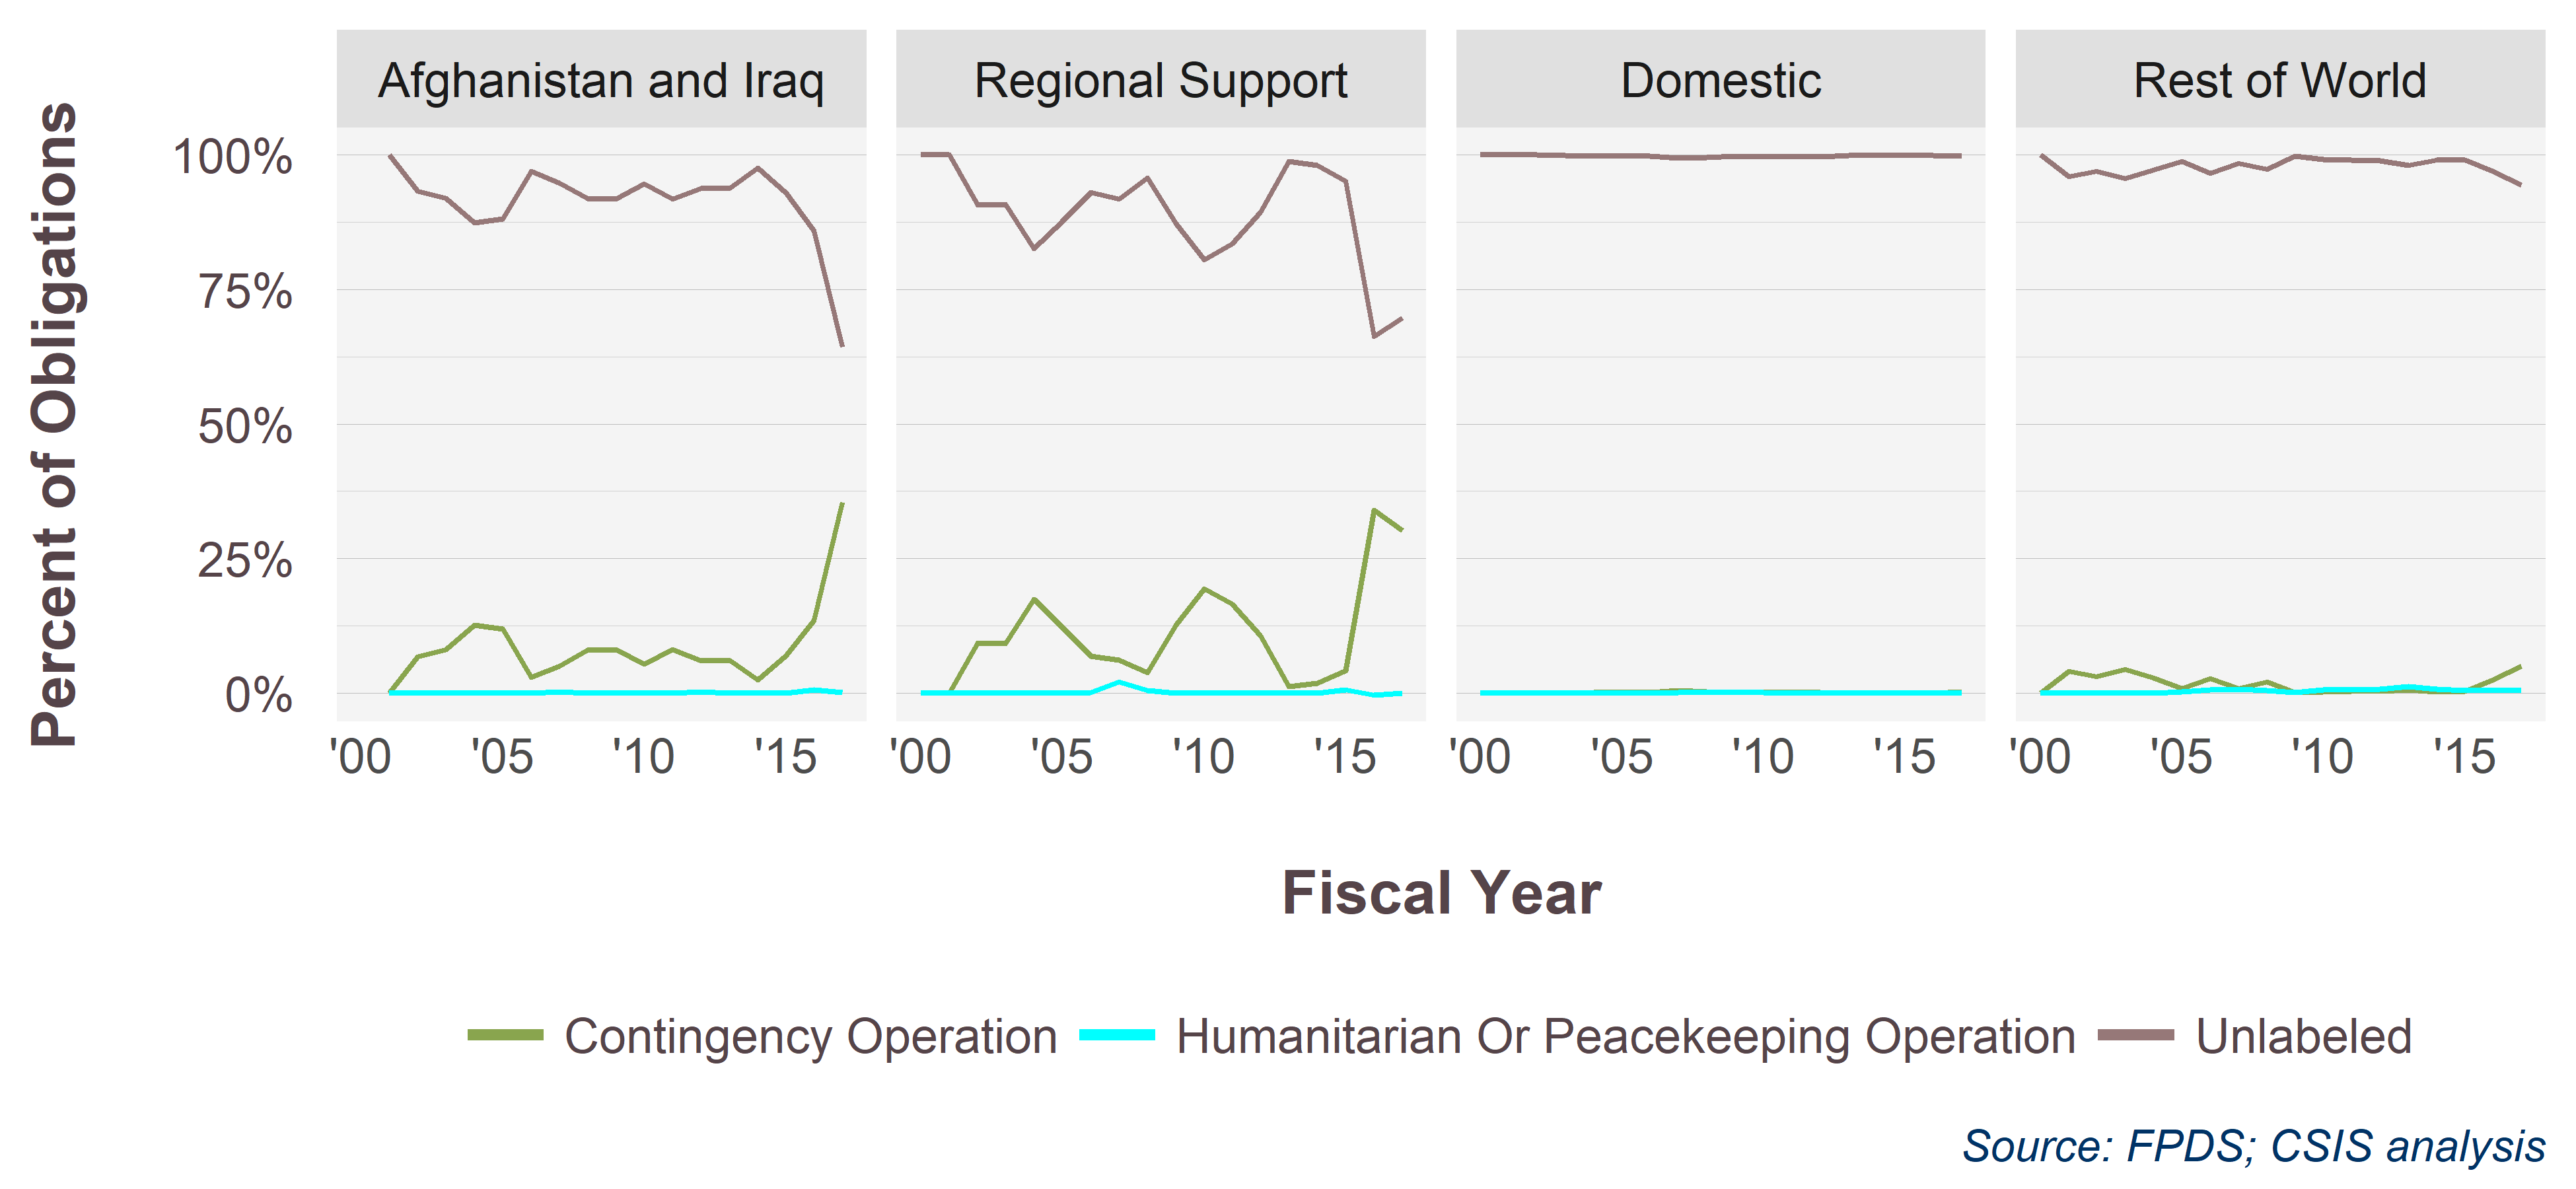 Afghanistan and Iraq
Regional Support
Domestic
Rest of World
Percent of Obligations
100%
75%
50%
25%
0%
'00 '05 '10 '15
'00 '05 '10 '15
'00 '05 '10 '15
'00 '05 '10 '15
Fiscal Year
Contingency Operation
Humanitarian Or Peacekeeping Operation
Unlabeled
Source: FPDS; CSIS analysis